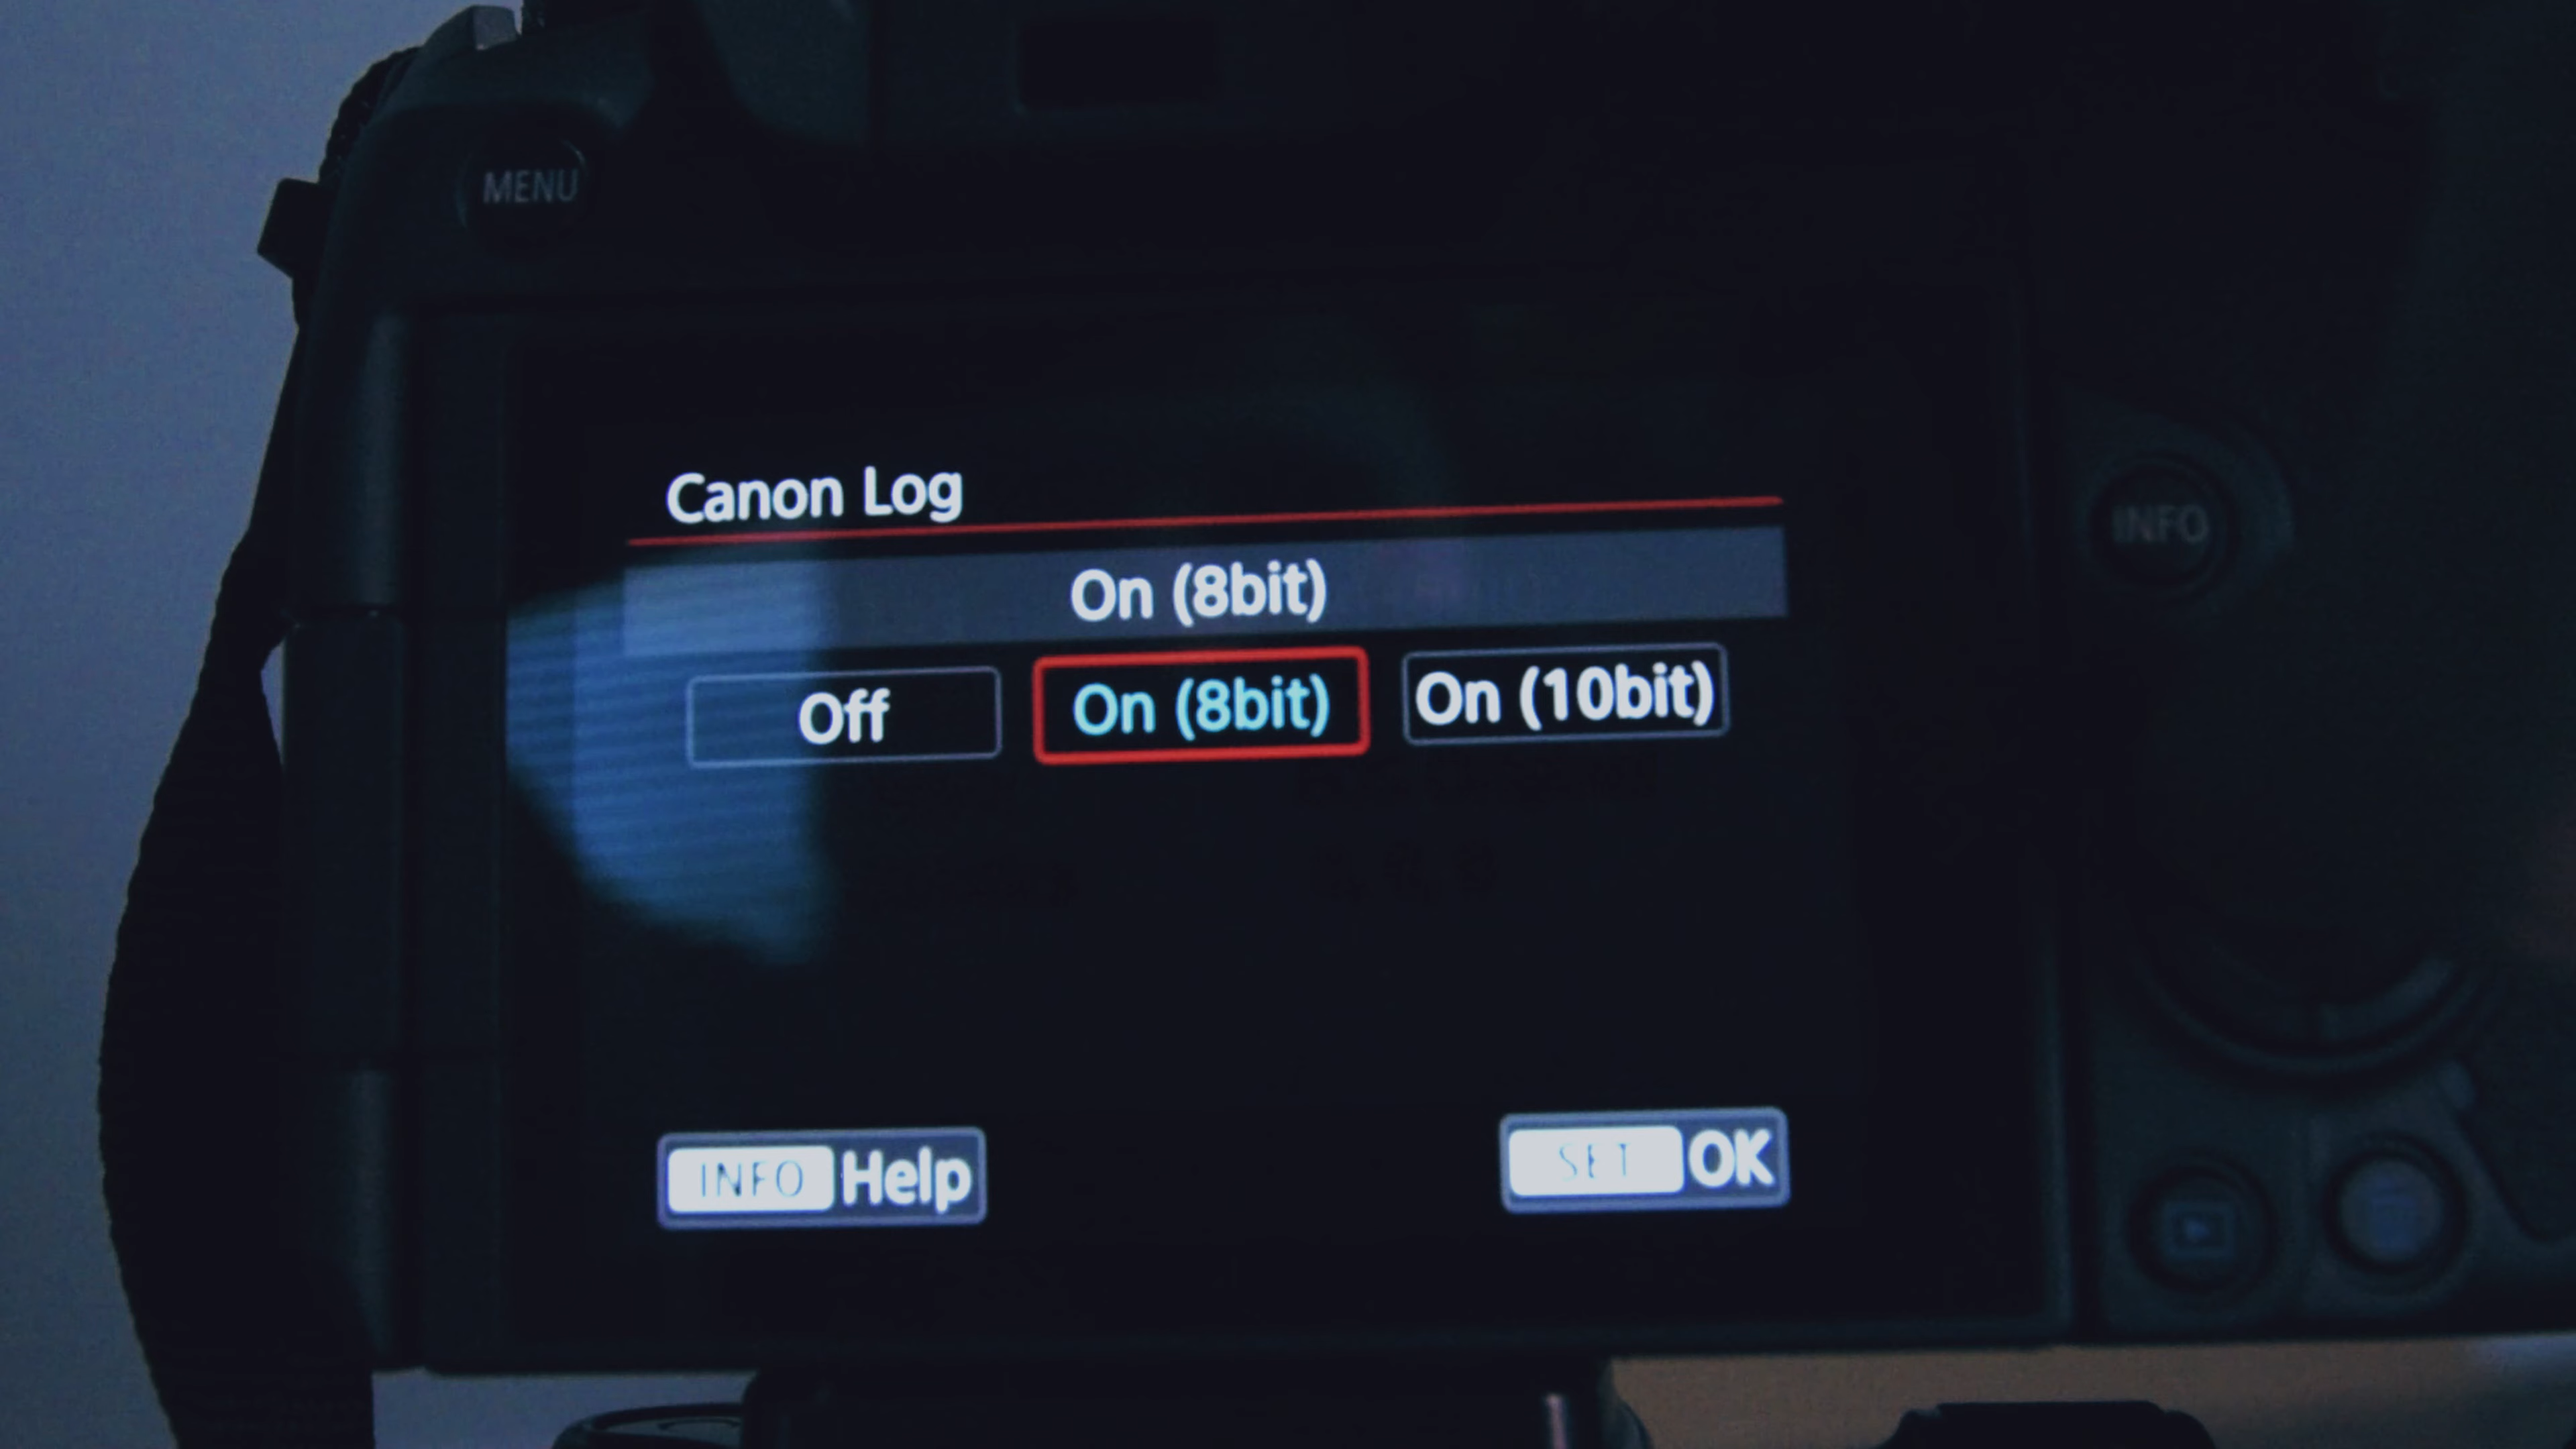 MENU
Canon Log
INFO
On (8bit)
Off On (8bit) On (10bit)
INFO Help SET OK